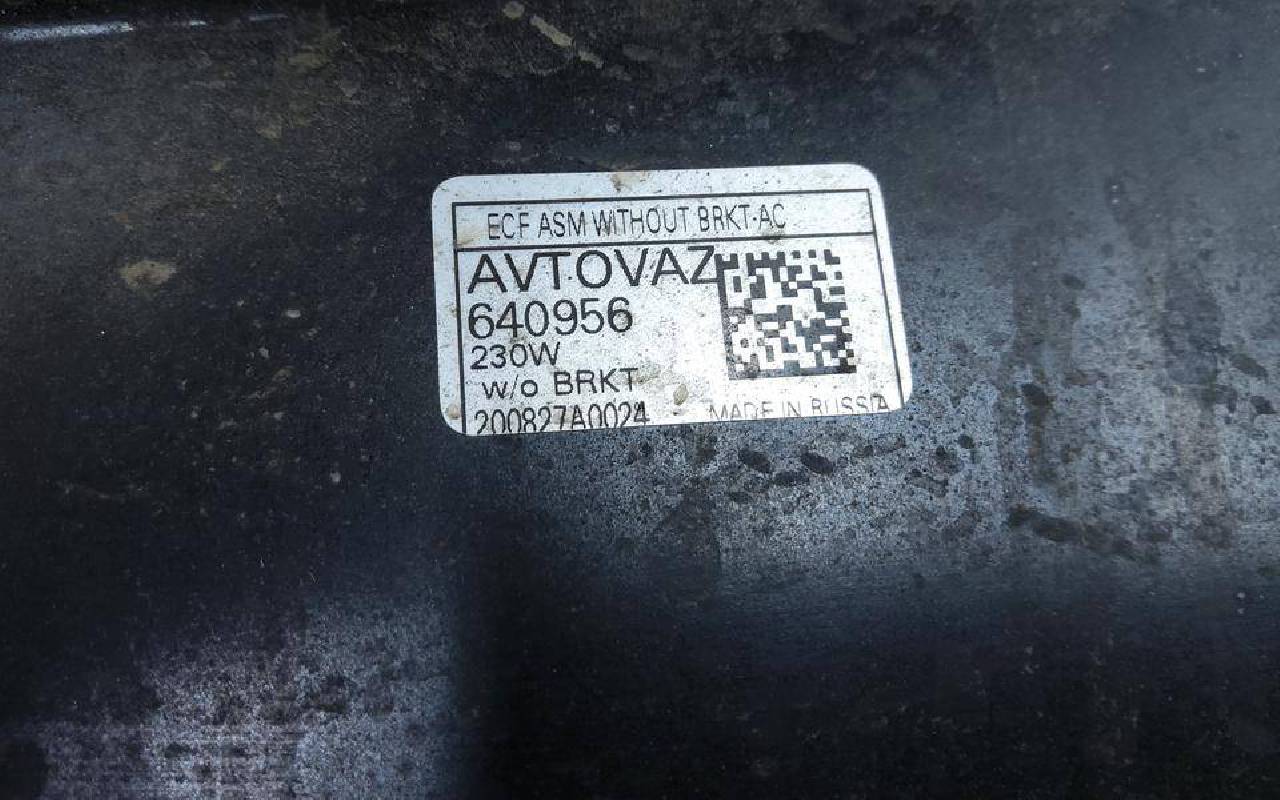 ECF ASM WITHOUT BRKT-AC
AVTOVAZ
640956
230W
w/o BRKT
200827A0024 MADE IN RUSSIA